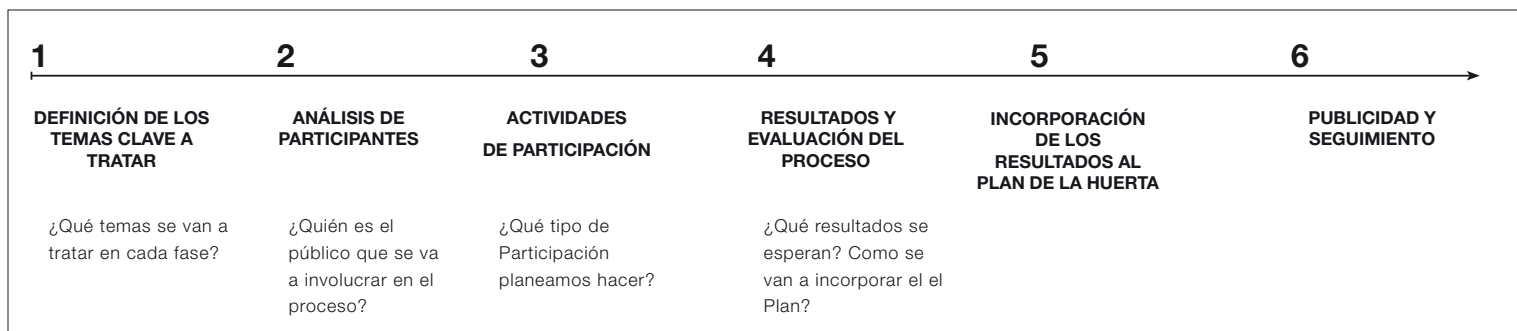 1
2
3
4
5
6
DEFINICIÓN DE LOS
TEMAS CLAVE A
TRATAR
ANÁLISIS DE
PARTICIPANTES
ACTIVIDADES
DE PARTICIPACIÓN
RESULTADOS Y
EVALUACIÓN DEL
PROCESO
INCORPORACIÓN
DE LOS
RESULTADOS AL
PLAN DE LA HUERTA
PUBLICIDAD Y
SEGUIMIENTO
¿Qué temas se van a
tratar en cada fase?
¿Quién es el
público que se va
a involucrar en el
proceso?
¿Qué tipo de
Participación
planeamos hacer?
¿Qué resultados se
esperan? Como se
van a incorporar el el
Plan?